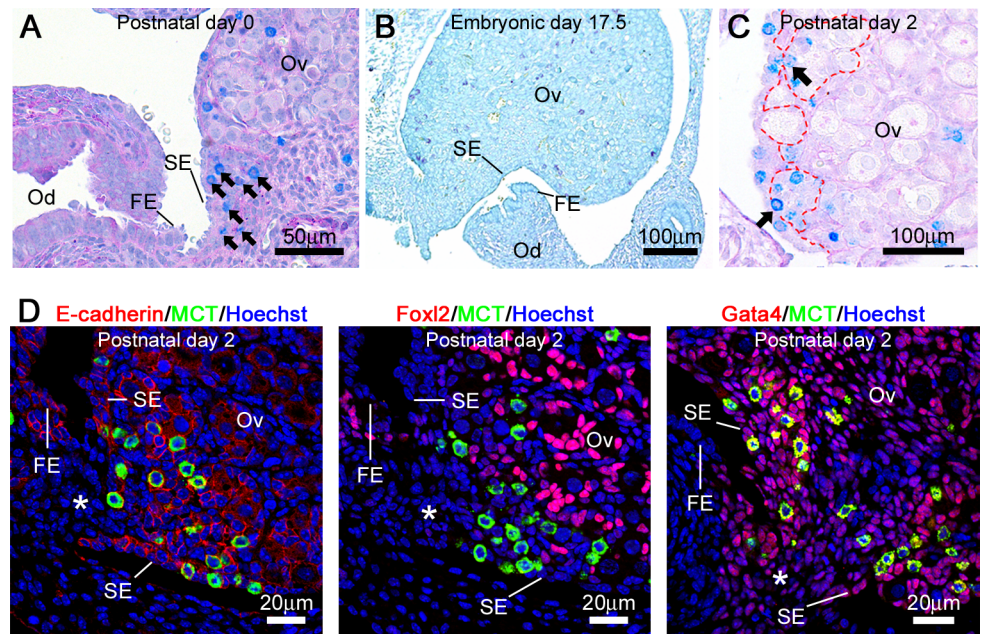 A Postnatal day 0
Ov
SE
FE
Od
50μm
B Embryonic day 17.5
Ov
SE
FE
Od
100μm
C Postnatal day 2
Ov
100μm
D
E-cadherin/MCT/Hoechst
Postnatal day 2
SE
Ov
FE
*
SE
20μm
Foxl2/MCT/Hoechst
Postnatal day 2
SE
Ov
FE
*
SE
20μm
Gata4/MCT/Hoechst
Postnatal day 2
Ov
SE
FE
*
SE
20μm